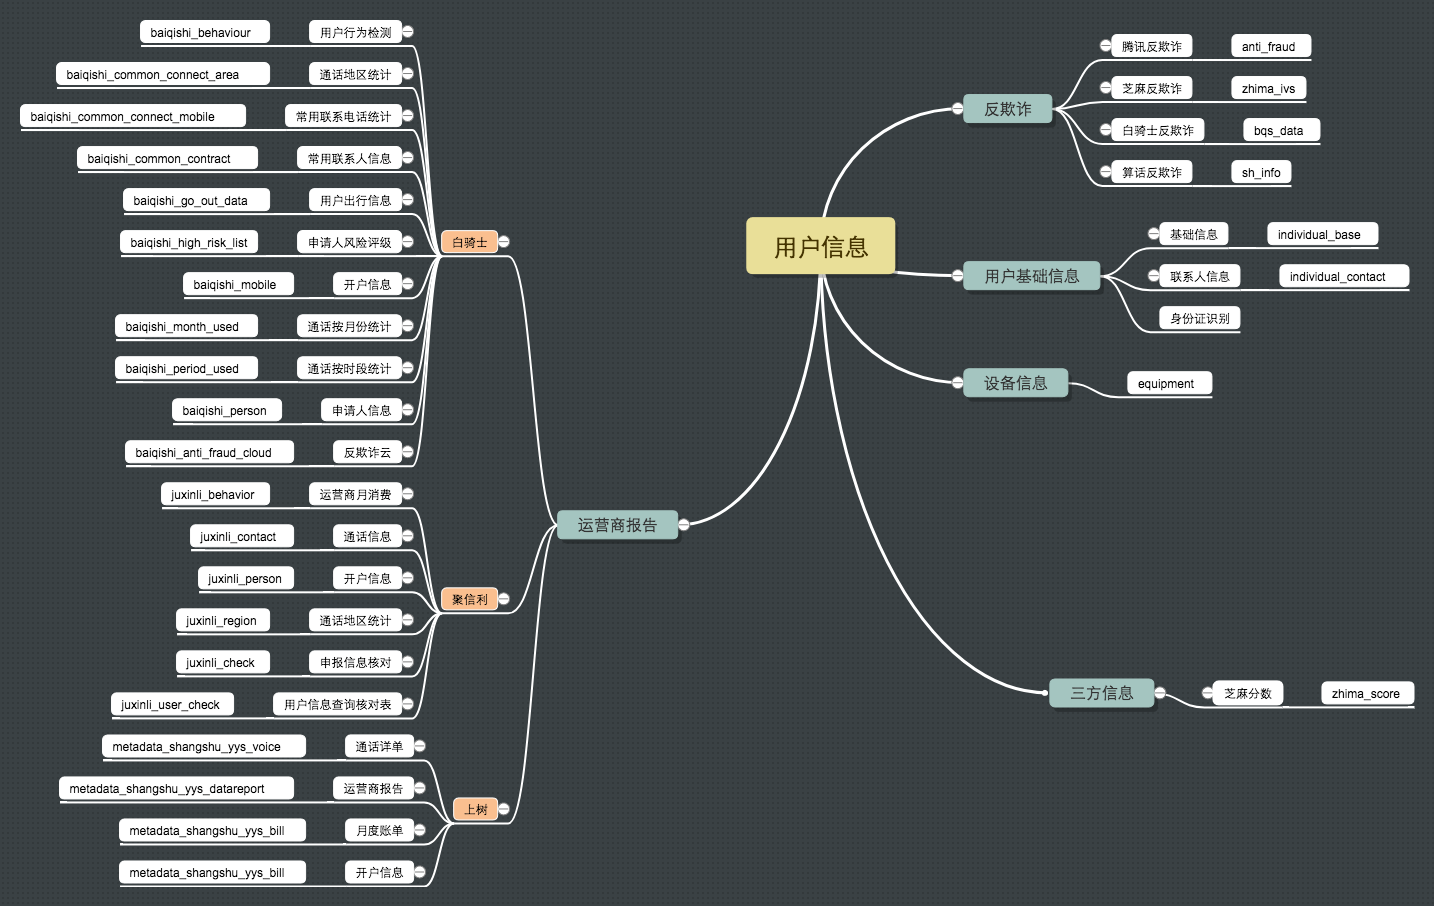 用户信息
反欺诈
腾讯反欺诈 anti_fraud
芝麻反欺诈 zhima_ivs
白骑士反欺诈 bqs_data
算话反欺诈 sh_info
用户基础信息
基础信息 individual_base
联系人信息 individual_contact
身份证识别
设备信息 equipment
三方信息 芝麻分数 zhima_score
运营商报告
白骑士
baiqishi_behaviour 用户行为检测
baiqishi_common_connect_area 通话地区统计
baiqishi_common_connect_mobile 常用联系电话统计
baiqishi_common_contract 常用联系人信息
baiqishi_go_out_data 用户出行信息
baiqishi_high_risk_list 申请人风险评级
baiqishi_mobile 开户信息
baiqishi_month_used 通话按月份统计
baiqishi_period_used 通话按时段统计
baiqishi_person 申请人信息
baiqishi_anti_fraud_cloud 反欺诈云
聚信利
juxinli_behavior 运营商月消费
juxinli_contact 通话信息
juxinli_person 开户信息
juxinli_region 通话地区统计
juxinli_check 申报信息核对
juxinli_user_check 用户信息查询核对表
上树
metadata_shangshu_yys_voice 通话详单
metadata_shangshu_yys_datareport 运营商报告
metadata_shangshu_yys_bill 月度账单
metadata_shangshu_yys_bill 开户信息